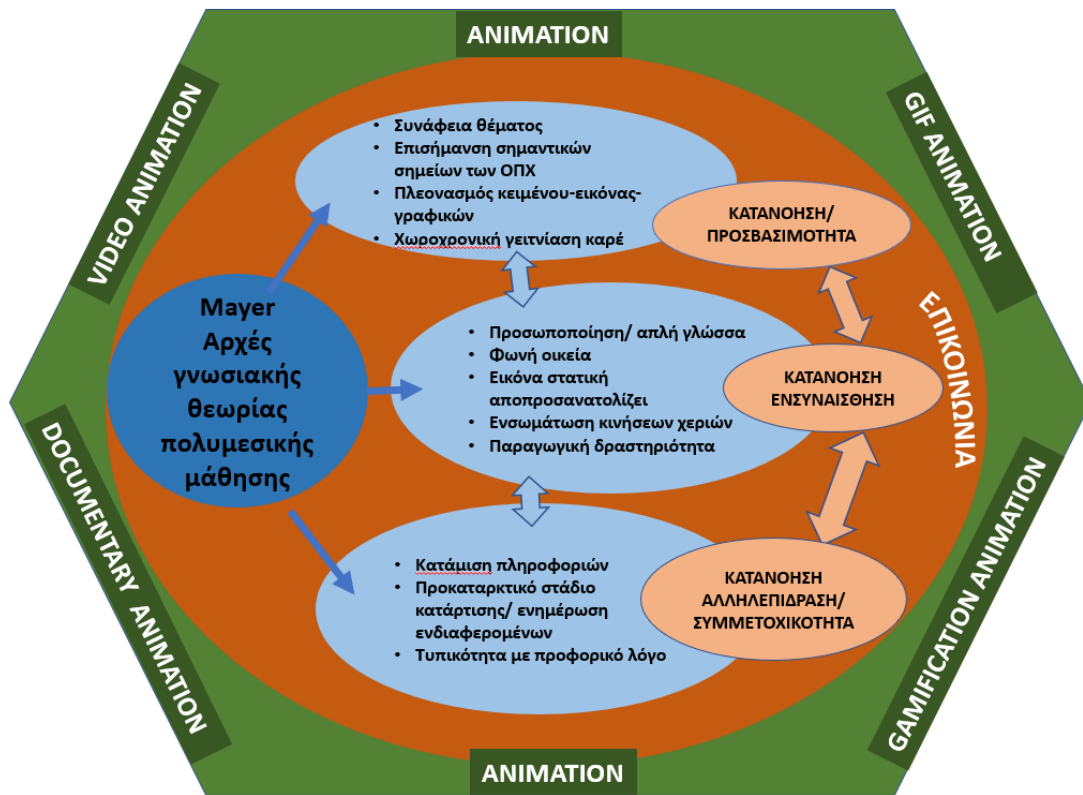 ANIMATION
VIDEO ANIMATION
GIF ANIMATION
• Συνάφεια θέματος
• Επισήμανση σημαντικών
σημείων των ΟΠΧ
• Πλεονασμός κειμένου-εικόνας-
γραφικών
• Χωροχρονική γειτνίαση καρέ
ΚΑΤΑΝΟΗΣΗ/
ΠΡΟΣΒΑΣΙΜΟΤΗΤΑ
Mayer
Αρχές
γνωσιακής
θεωρίας
πολυμεσικής
μάθησης
• Προσωποποίηση/ απλή γλώσσα
• Φωνή οικεία
• Εικόνα στατική
αποπροσανατολίζει
• Ενσωμάτωση κινήσεων χεριών
• Παραγωγική δραστηριότητα
ΚΑΤΑΝΟΗΣΗ
ΕΝΣΥΝΑΙΣΘΗΣΗ
ΕΠΙΚΟΙΝΩΝΙΑ
• Κατάμιση πληροφοριών
• Προκαταρκτικό στάδιο
κατάρτισης/ ενημέρωση
ενδιαφερομένων
• Τυπικότητα με προφορικό λόγο
ΚΑΤΑΝΟΗΣΗ
ΑΛΛΗΛΕΠΙΔΡΑΣΗ/
ΣΥΜΜΕΤΟΧΙΚΟΤΗΤΑ
DOCUMENTARY ANIMATION
GAMIFICATION ANIMATION
ANIMATION